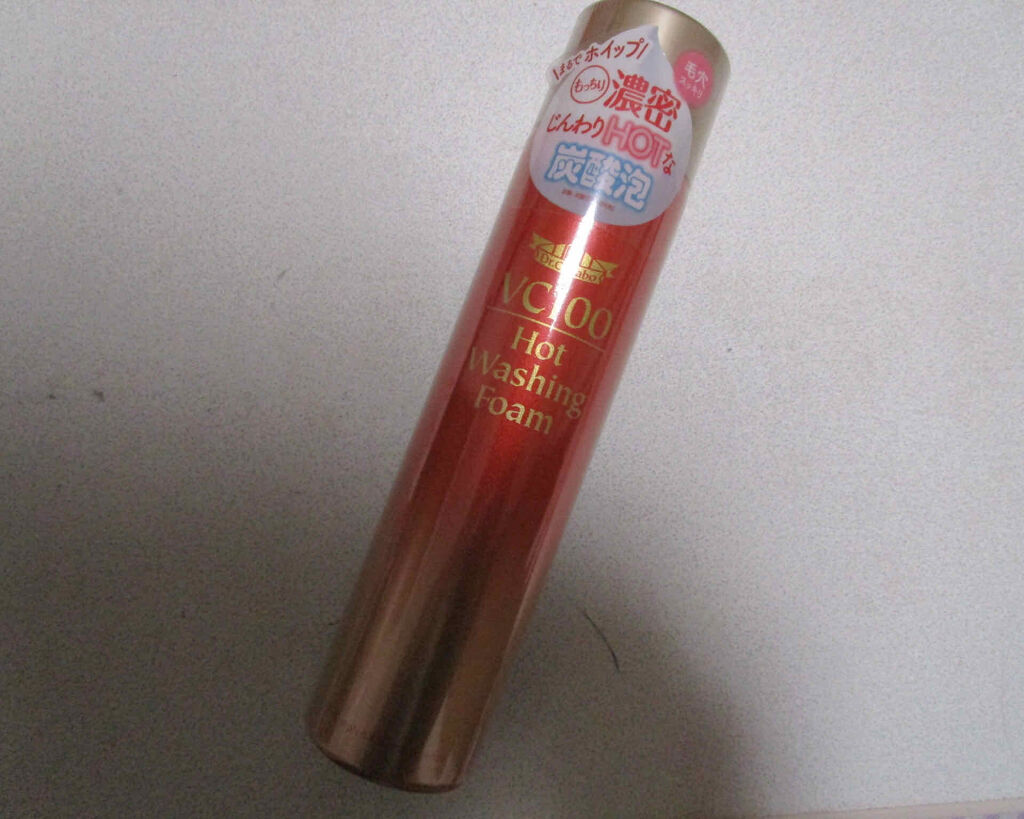 \まるでホイップ/
もっちり 濃密
じんわりHOTな
炭酸泡
毛穴
スッキリ
Dr.Ci:Labo
VC100
Hot
Washing
Foam